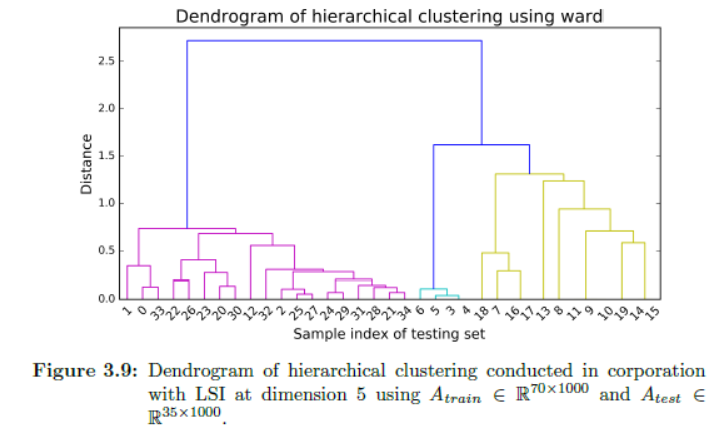 Dendrogram of hierarchical clustering using ward
2.5
2.0
1.5
1.0
0.5
0.0
Distance
1 0 33 22 26 23 20 30 12 32 2 25 27 24 29 31 28 21 34 6 5 3 4 18 7 16 17 13 8 11 9 10 19 14 15
Sample index of testing set
Figure 3.9: Dendrogram of hierarchical clustering conducted in corporation
with LSI at dimension 5 using A_train ∈ ℝ^70×1000 and A_test ∈
ℝ^35×1000.